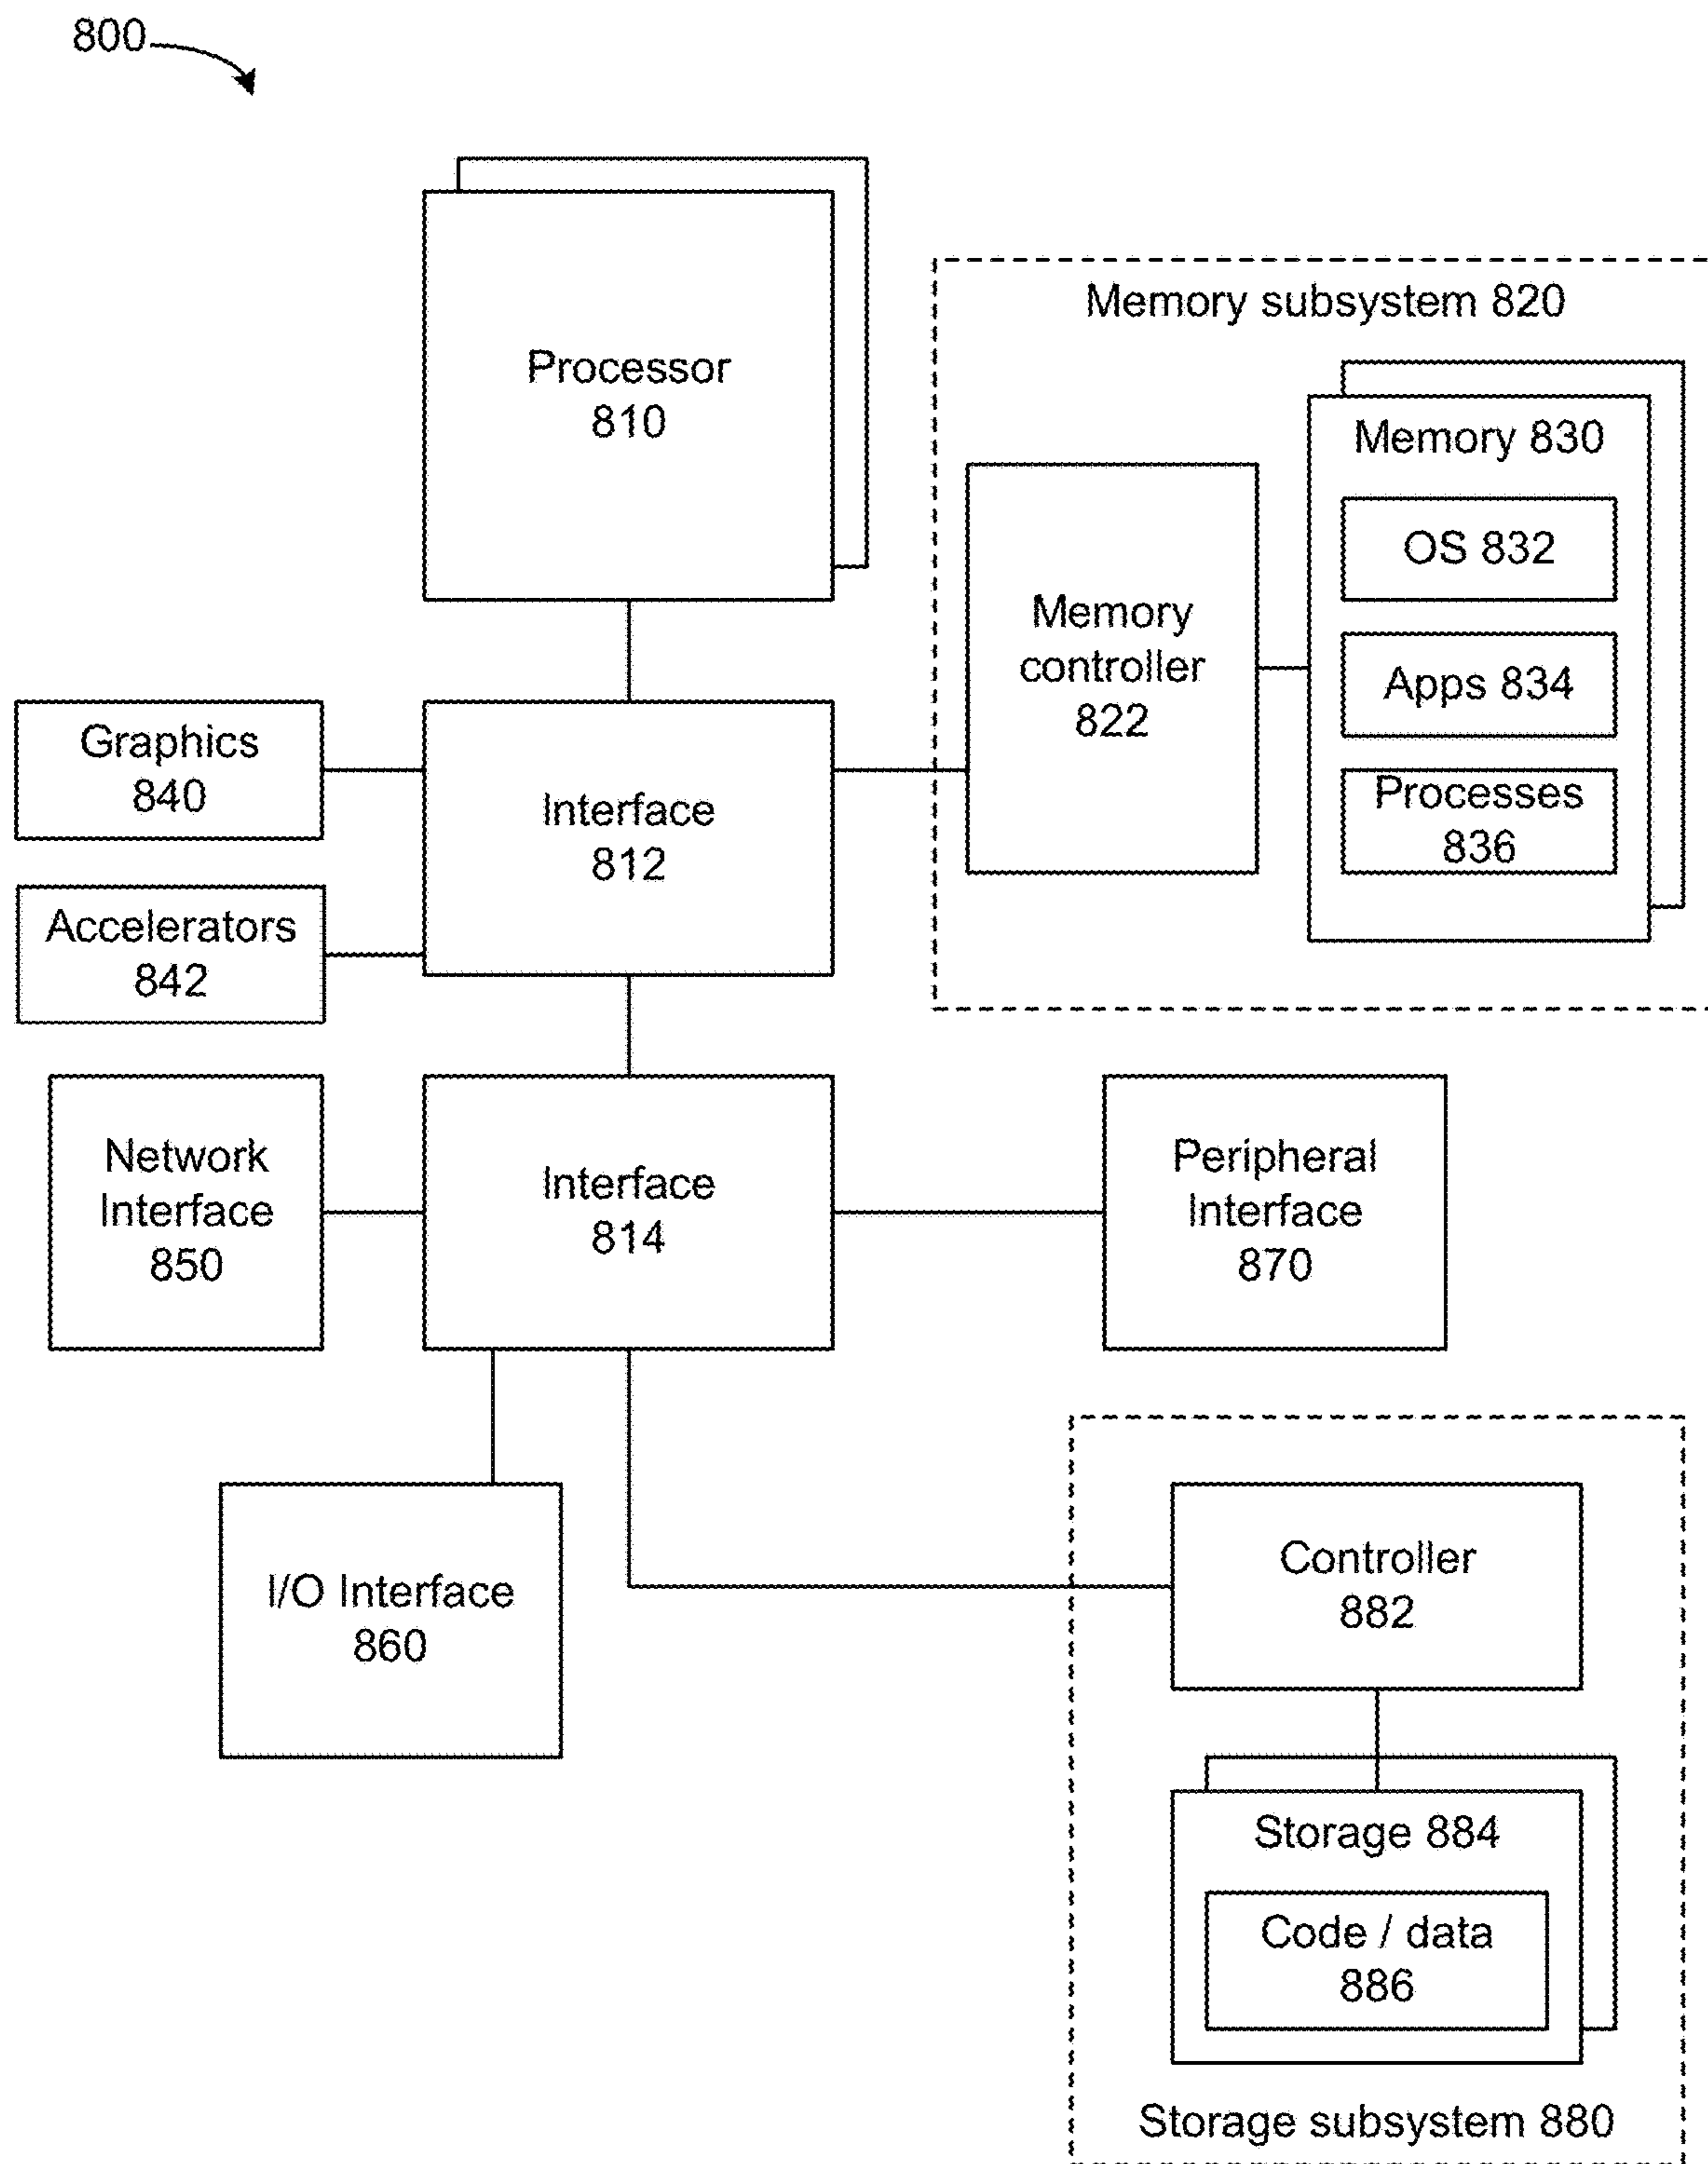 800
Processor
810
Memory subsystem 820
Memory 830
OS 832
Apps 834
Processes
836
Memory
controller
822
Graphics
840
Interface
812
Accelerators
842
Network
Interface
850
Interface
814
Peripheral
Interface
870
I/O Interface
860
Controller
882
Storage 884
Code / data
886
Storage subsystem 880